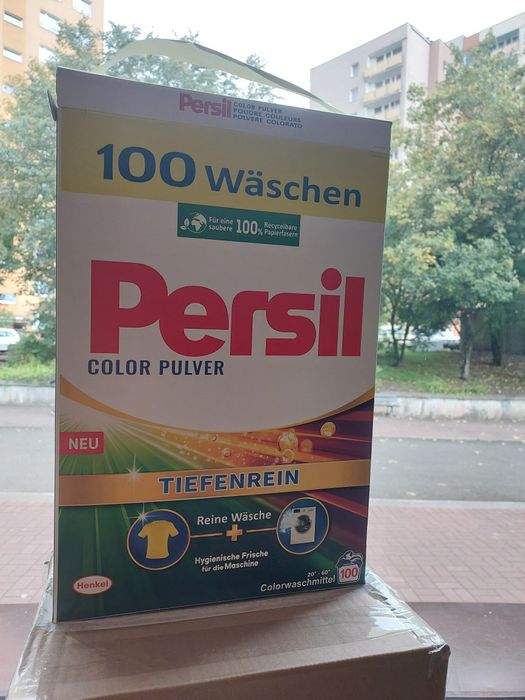 Persil COLOR PULVER
POUDRE COULEURS
POLVERE COLORATO
100 Wäschen
Für eine saubere 100% Recycelbare Papierfasern
Persil
COLOR PULVER
NEU
TIEFENREIN
Reine Wäsche
+
Hygienische Frische
für die Maschine
Henkel
20° - 60°
Colorwaschmittel
100